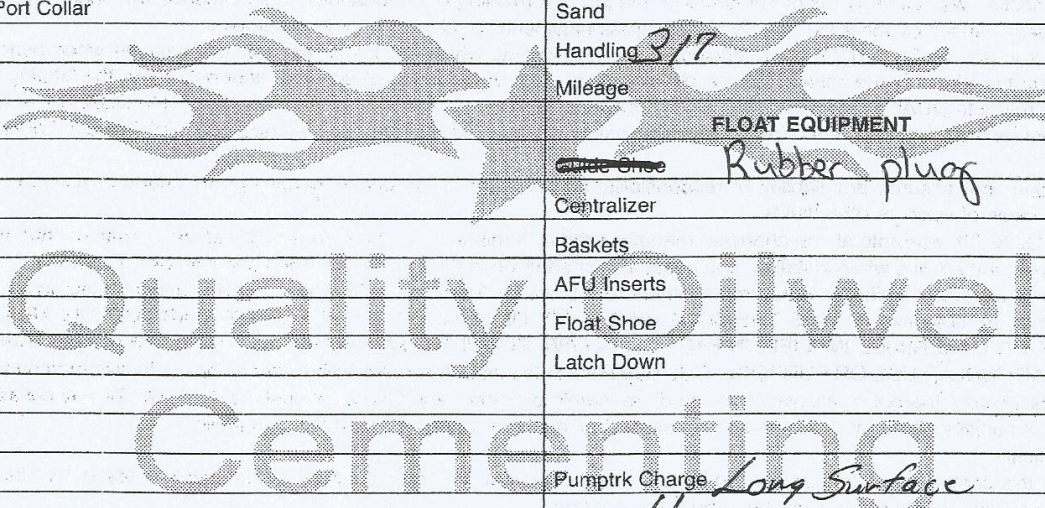 Port Collar
Sand
Handling 317
Mileage
FLOAT EQUIPMENT
Guide Shoe Rubber plug
Centralizer
Baskets
AFU Inserts
Float Shoe
Latch Down
Quality Oilwel
Cementing
Pumptrk Charge Long Surface